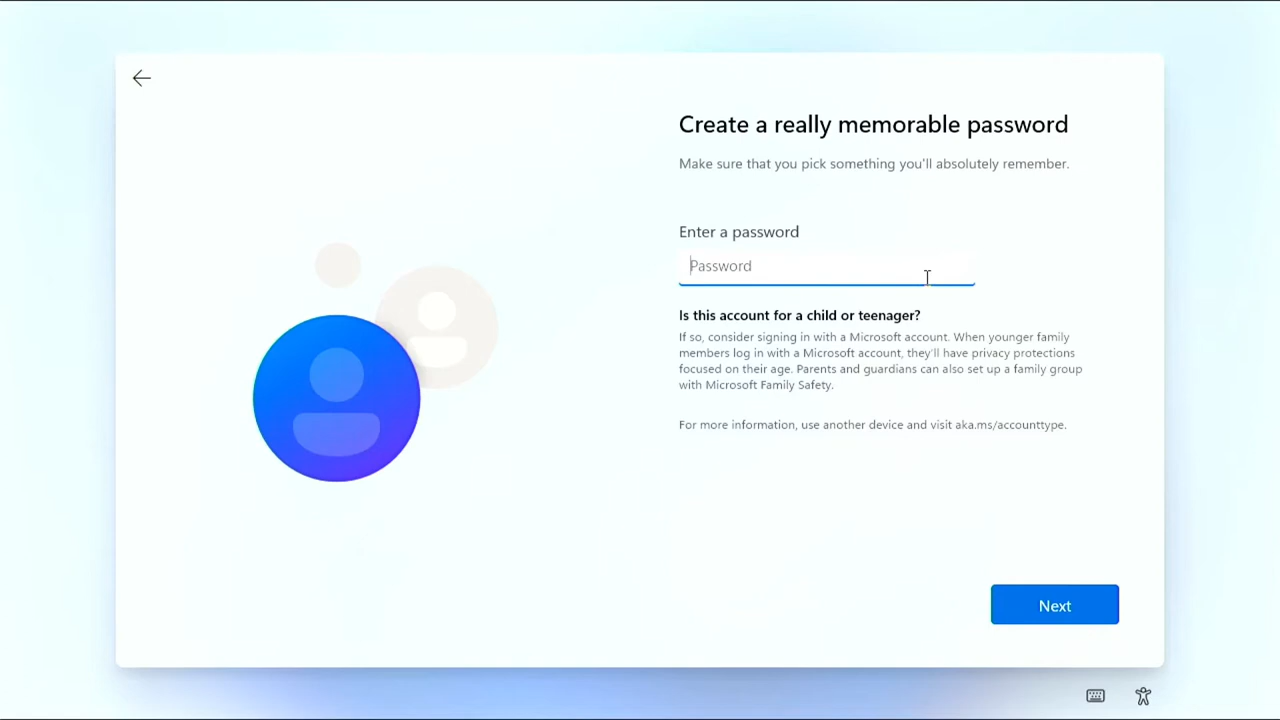 Create a really memorable password
Make sure that you pick something you'll absolutely remember.
Enter a password
Password
Is this account for a child or teenager?
If so, consider signing in with a Microsoft account. When younger family
members log in with a Microsoft account, they'll have privacy protections
focused on their age. Parents and guardians can also set up a family group
with Microsoft Family Safety.
For more information, use another device and visit aka.ms/accounttype.
Next